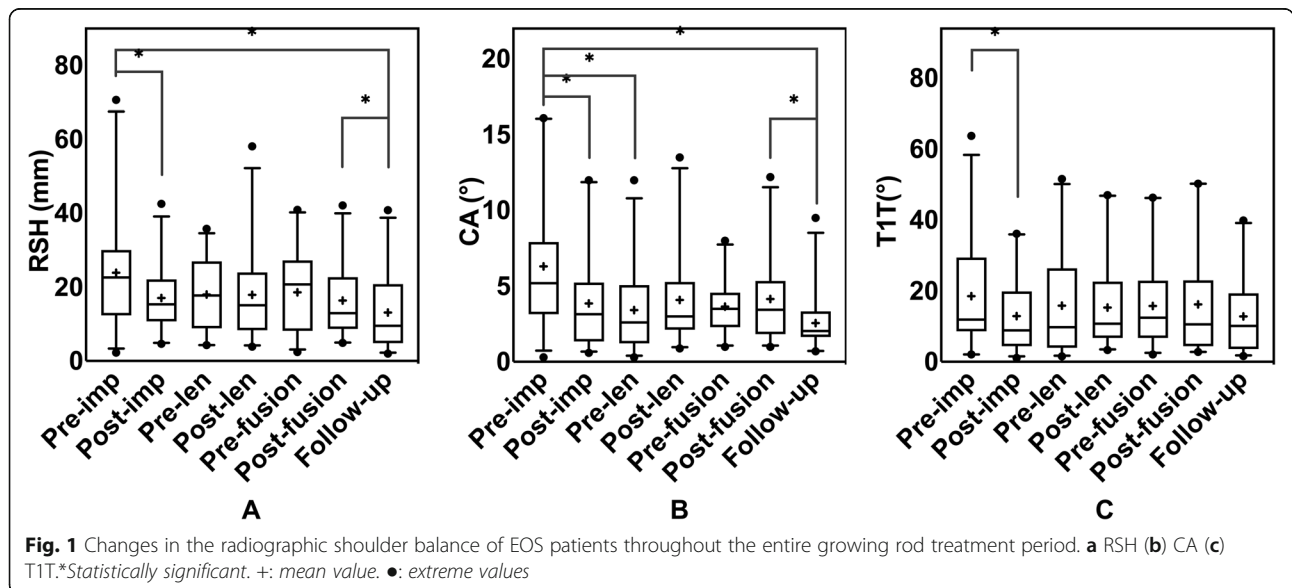 * * *
80
60
40
20
0
RSH (mm)
Pre-imp Post-imp Pre-len Post-len Pre-fusion Post-fusion Follow-up
A
* * * *
20
15
10
5
0
CA (°)
Pre-imp Post-imp Pre-len Post-len Pre-fusion Post-fusion Follow-up
B
*
80
60
40
20
0
T1T(°)
Pre-imp Post-imp Pre-len Post-len Pre-fusion Post-fusion Follow-up
C
Fig. 1 Changes in the radiographic shoulder balance of EOS patients throughout the entire growing rod treatment period. a RSH (b) CA (c)
T1T.*Statistically significant. +: mean value. ●: extreme values